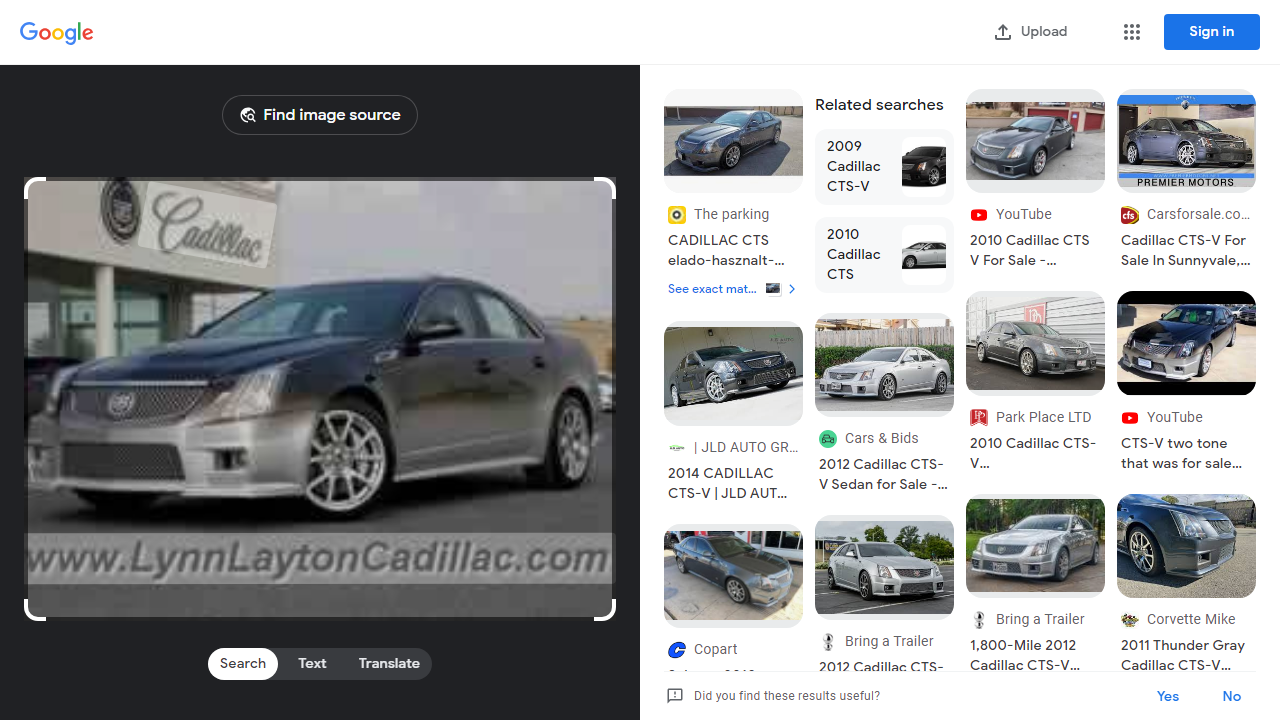 Google
Upload
Sign in
Find image source
Cadillac
www.LynnLaytonCadillac.com
Search
Text
Translate
The parking
CADILLAC CTS
elado-hasznalt-...
See exact mat...
Related searches
2009
Cadillac
CTS-V
2010
Cadillac
CTS
YouTube
2010 Cadillac CTS
V For Sale -...
PREMIER MOTORS
Carsforsale.co...
Cadillac CTS-V For
Sale In Sunnyvale,...
| JLD AUTO GR...
2014 CADILLAC
CTS-V | JLD AUT...
Cars & Bids
2012 Cadillac CTS-
V Sedan for Sale -...
Park Place LTD
2010 Cadillac CTS-
V...
YouTube
CTS-V two tone
that was for sale...
Copart
Bring a Trailer
2012 Cadillac CTS-
Bring a Trailer
1,800-Mile 2012
Cadillac CTS-V...
Corvette Mike
2011 Thunder Gray
Cadillac CTS-V...
Did you find these results useful?
Yes
No